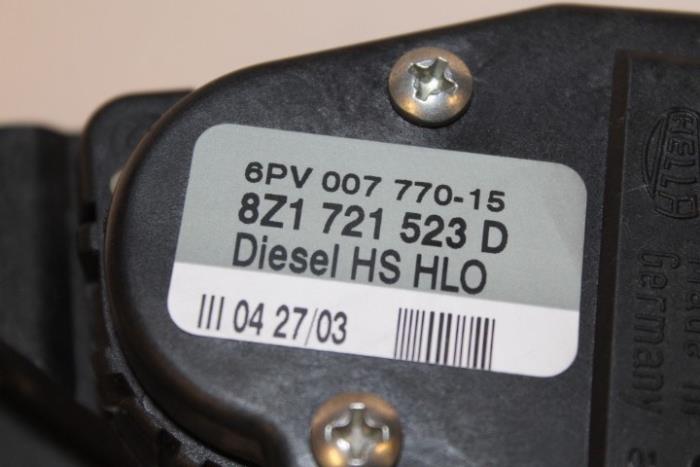 6PV 007 770-15
8Z1 721 523 D
Diesel HS HLO
III 04 27/03
HELLA
Made in
Germany